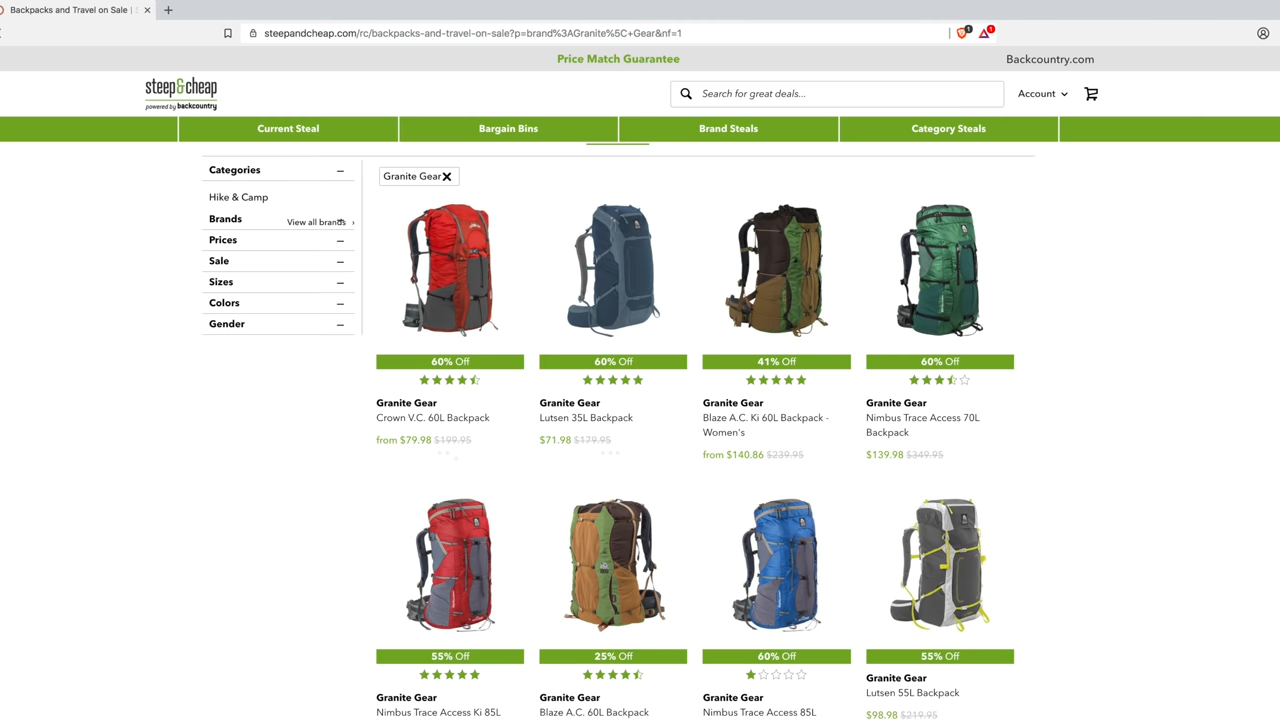 Backpacks and Travel on Sale |
steepandcheap.com/rc/backpacks-and-travel-on-sale?p=brand%3AGranite%5C+Gear&nf=1
1
1
Price Match Guarantee
Backcountry.com
steep&cheap
powered by backcountry
Search for great deals...
Account
Current Steal
Bargain Bins
Brand Steals
Category Steals
Categories
Hike & Camp
Brands
View all brands
Prices
Sale
Sizes
Colors
Gender
Granite Gear
60% Off
60% Off
41% Off
60% Off
Granite Gear
Crown V.C. 60L Backpack
from $79.98 $199.95
Granite Gear
Lutsen 35L Backpack
$71.98 $179.95
Granite Gear
Blaze A.C. Ki 60L Backpack -
Women's
from $140.86 $239.95
Granite Gear
Nimbus Trace Access 70L
Backpack
$139.98 $349.95
55% Off
25% Off
60% Off
55% Off
Granite Gear
Nimbus Trace Access Ki 85L
Granite Gear
Blaze A.C. 60L Backpack
Granite Gear
Nimbus Trace Access 85L
Granite Gear
Lutsen 55L Backpack
$98.98 $219.95